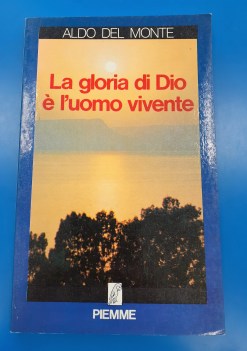 ALDO DEL MONTE
La gloria di Dio
è l'uomo vivente
PIEMME